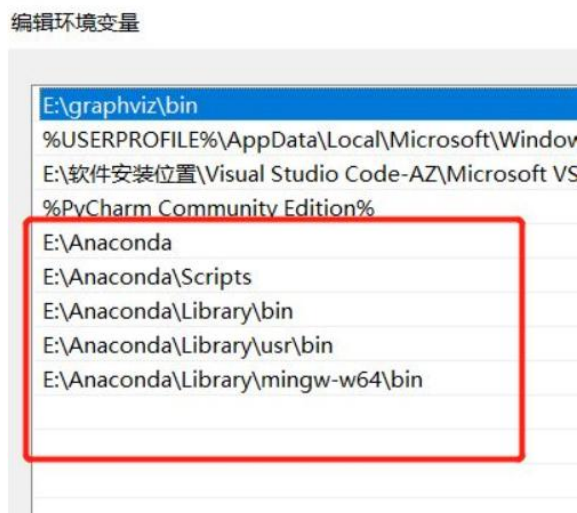 编辑环境变量
E:\graphviz\bin
%USERPROFILE%\AppData\Local\Microsoft\Window
E:\软件安装位置\Visual Studio Code-AZ\Microsoft VS
%PyCharm Community Edition%
E:\Anaconda
E:\Anaconda\Scripts
E:\Anaconda\Library\bin
E:\Anaconda\Library\usr\bin
E:\Anaconda\Library\mingw-w64\bin